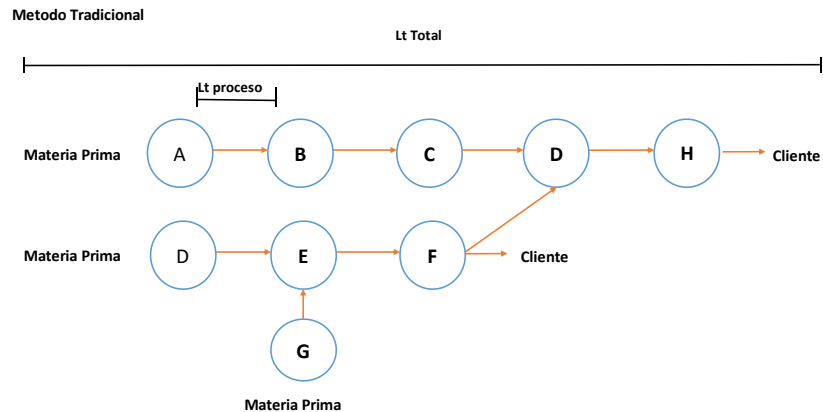 Metodo Tradicional
Lt Total
Lt proceso
Materia Prima A B C D H Cliente
Materia Prima D E F Cliente
G
Materia Prima